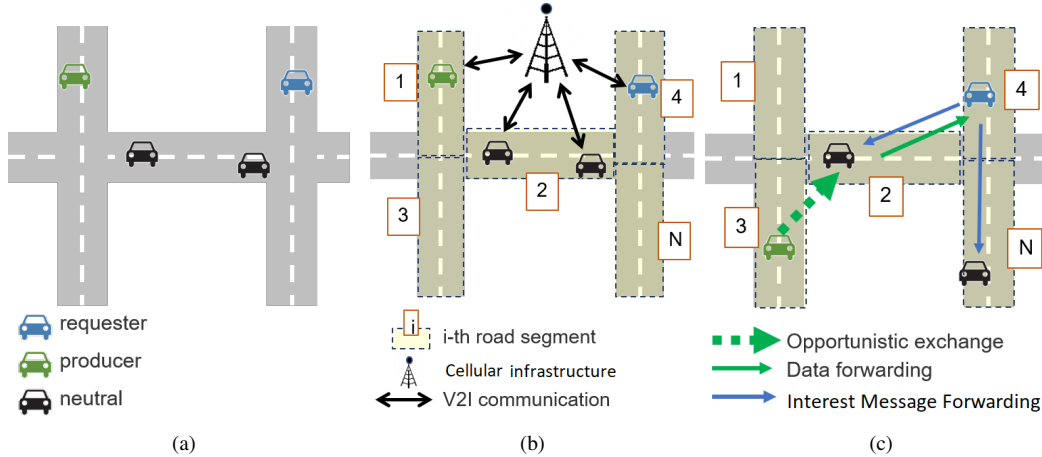 1
4
2
3
N
1
4
2
3
N
requester
producer
neutral
i
i-th road segment
Cellular infrastructure
V2I communication
Opportunistic exchange
Data forwarding
Interest Message Forwarding
(a)
(b)
(c)